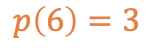 p(6) = 3